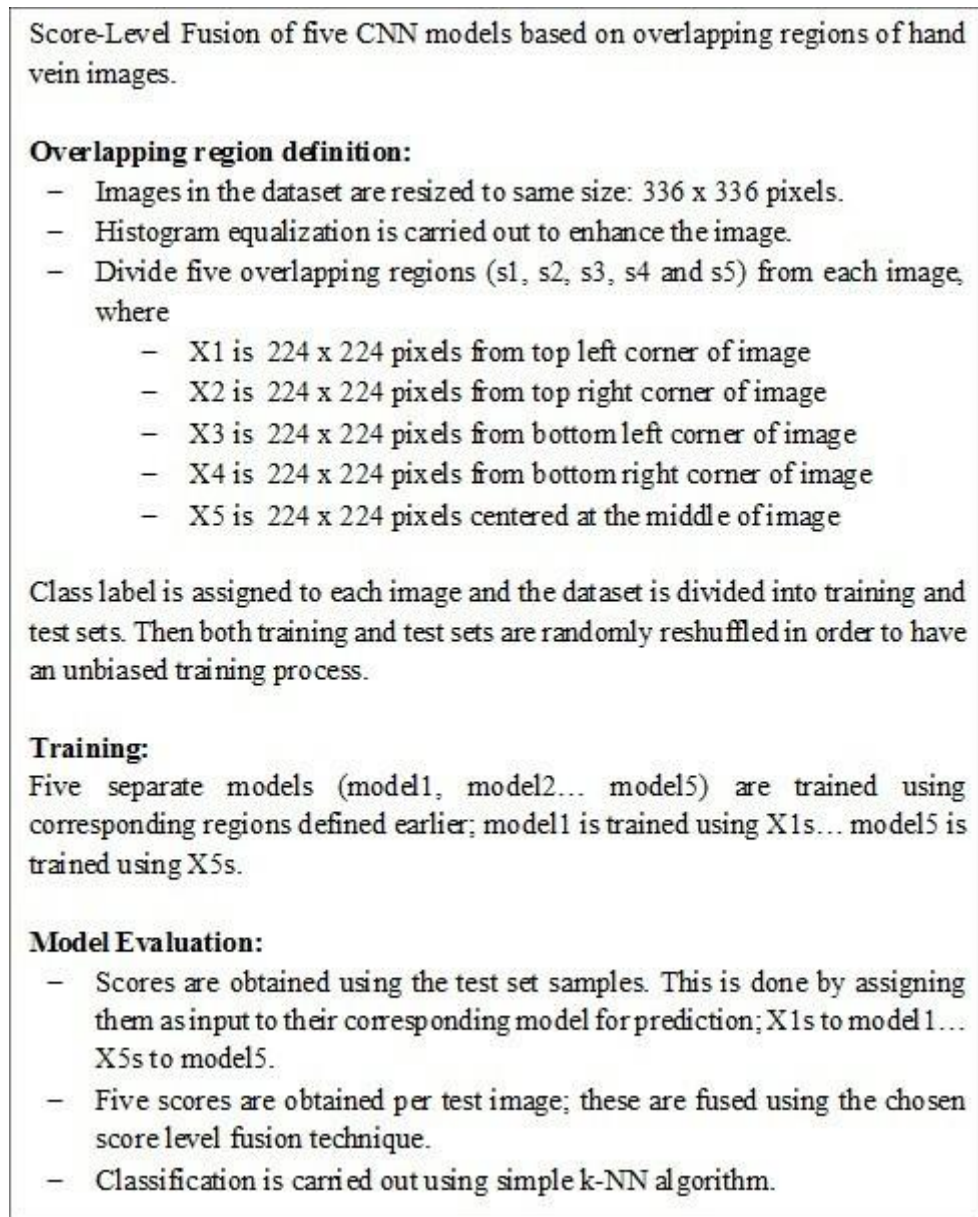 Score-Level Fusion of five CNN models based on overlapping regions of hand
vein images.
Overlapping region definition:
– Images in the dataset are resized to same size: 336 x 336 pixels.
– Histogram equalization is carried out to enhance the image.
– Divide five overlapping regions (s1, s2, s3, s4 and s5) from each image,
where
– X1 is 224 x 224 pixels from top left corner of image
– X2 is 224 x 224 pixels from top right corner of image
– X3 is 224 x 224 pixels from bottom left corner of image
– X4 is 224 x 224 pixels from bottom right corner of image
– X5 is 224 x 224 pixels centered at the middle of image
Class label is assigned to each image and the dataset is divided into training and
test sets. Then both training and test sets are randomly reshuffled in order to have
an unbiased training process.
Training:
Five separate models (model1, model2… model5) are trained using
corresponding regions defined earlier; model1 is trained using X1s… model5 is
trained using X5s.
Model Evaluation:
– Scores are obtained using the test set samples. This is done by assigning
them as input to their corresponding model for prediction; X1s to model1…
X5s to model5.
– Five scores are obtained per test image; these are fused using the chosen
score level fusion technique.
– Classification is carried out using simple k-NN algorithm.